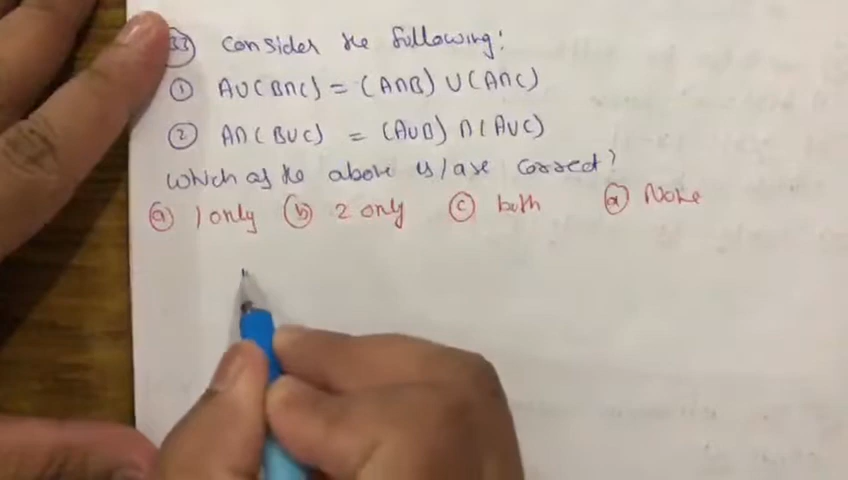 33 Consider the following:
① A∪(B∩C) = (A∩B) ∪ (A∩C)
② A∩(B∪C) = (A∪B) ∩ (A∪C)
Which of the above is/are correct?
ⓐ 1 only ⓑ 2 only ⓒ both ⓓ None